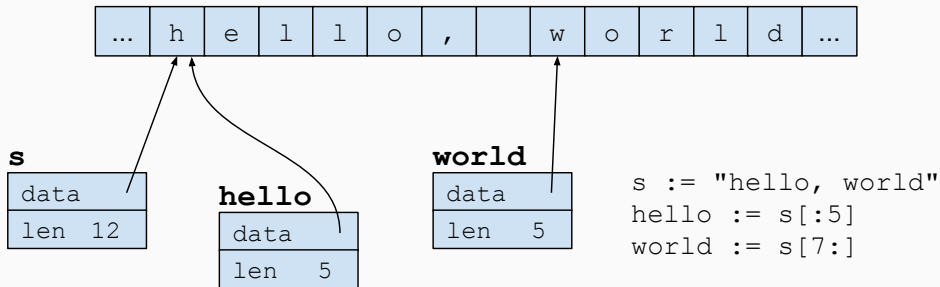 ... h e l l o , w o r l d ...
s
data
len 12
hello
data
len 5
world
data
len 5
s := "hello, world"
hello := s[:5]
world := s[7:]